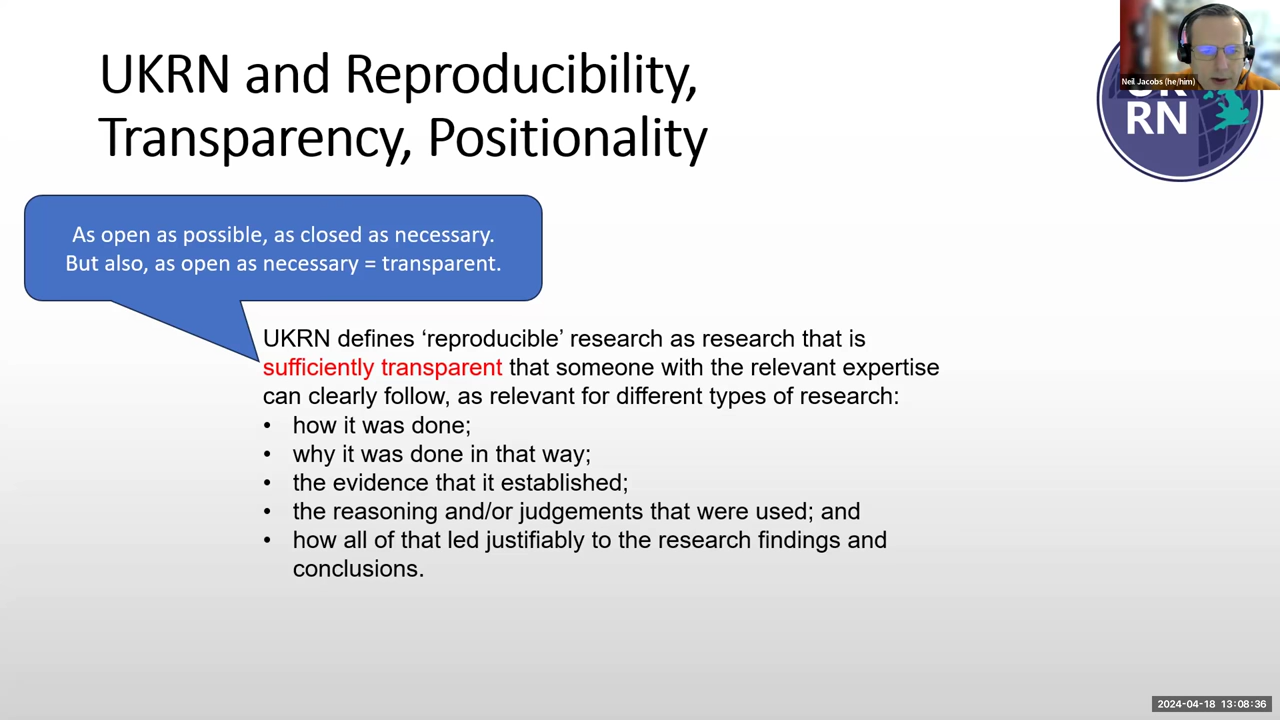 UKRN and Reproducibility,
Transparency, Positionality
Neil Jacobs (he/him)
RN
As open as possible, as closed as necessary.
But also, as open as necessary = transparent.
UKRN defines ‘reproducible’ research as research that is
sufficiently transparent that someone with the relevant expertise
can clearly follow, as relevant for different types of research:
• how it was done;
• why it was done in that way;
• the evidence that it established;
• the reasoning and/or judgements that were used; and
• how all of that led justifiably to the research findings and
conclusions.
2024-04-18 13:08:36